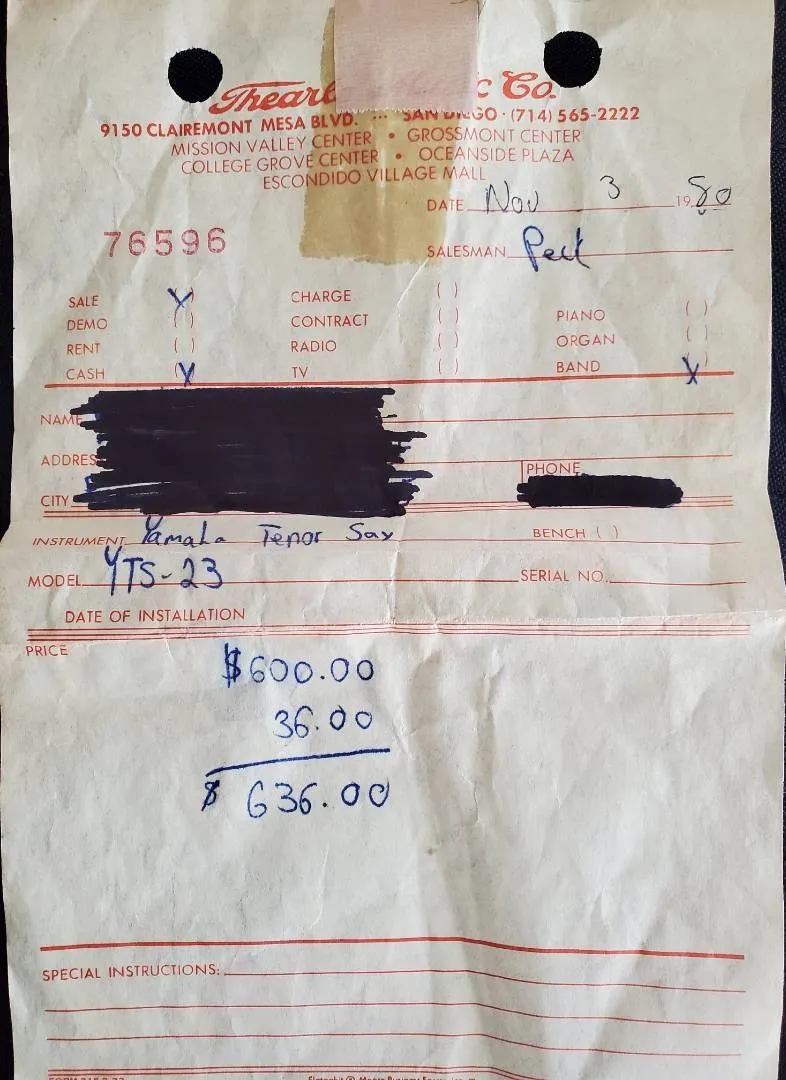 Thearl c Co.
9150 CLAIREMONT MESA BLVD. ··· SAN DIEGO · (714) 565-2222
MISSION VALLEY CENTER • GROSSMONT CENTER
COLLEGE GROVE CENTER • OCEANSIDE PLAZA
ESCONDIDO VILLAGE MALL
DATE Nov 3 1980
76596
SALESMAN
SALE (X) CHARGE ( )
DEMO ( ) CONTRACT ( ) PIANO ( )
RENT ( ) RADIO ( ) ORGAN ( )
CASH (X) TV ( ) BAND (X)
NAME
ADDRES
PHONE
CITY
INSTRUMENT Yamaha Tenor Sax BENCH ( )
MODEL YTS-23 SERIAL NO.
DATE OF INSTALLATION
PRICE
$600.00
36.00
$ 636.00
SPECIAL INSTRUCTIONS: